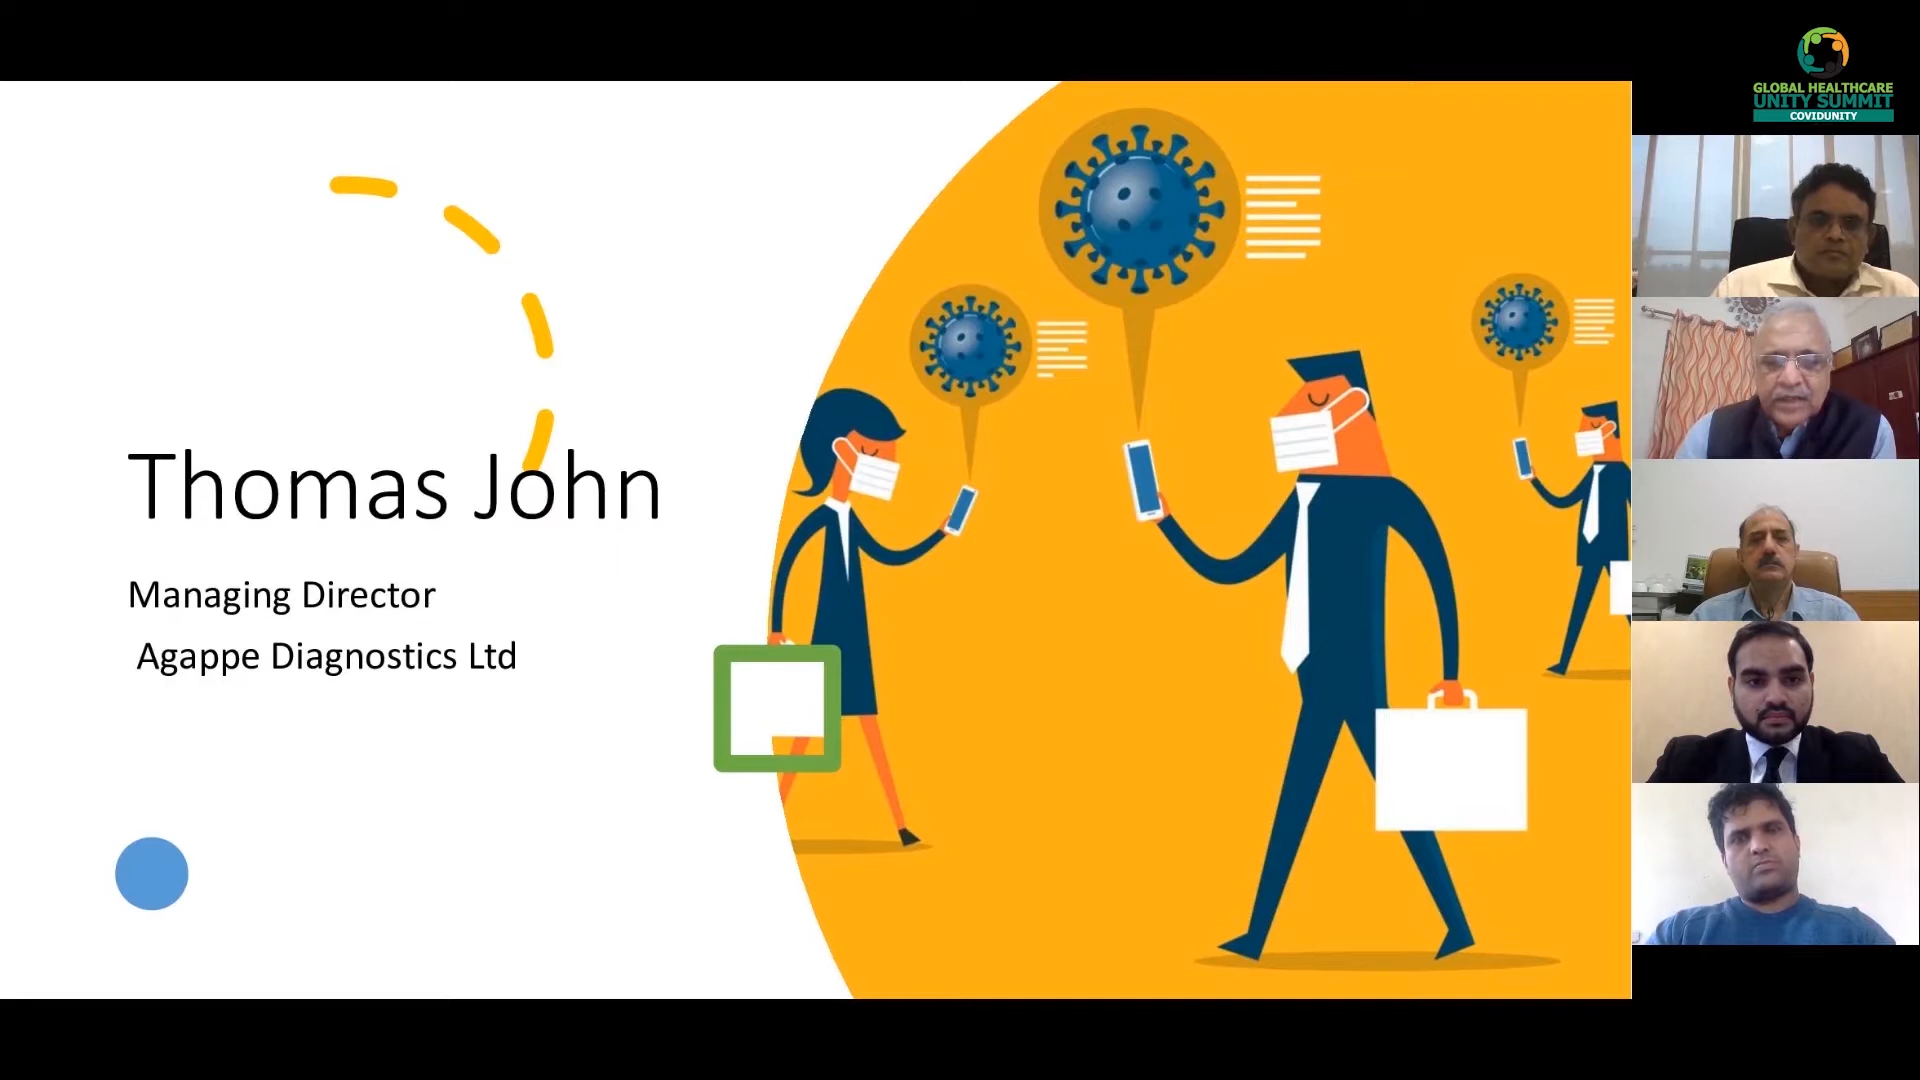 GLOBAL HEALTHCARE
UNITY SUMMIT
COVIDUNITY
Thomas John
Managing Director
Agappe Diagnostics Ltd